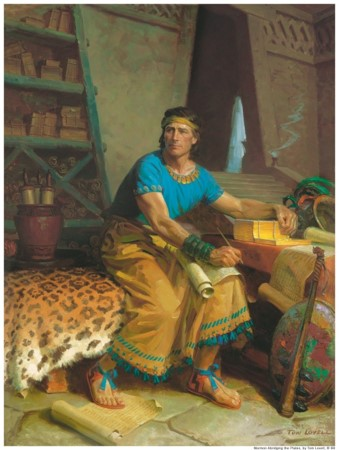 TOM LOVELL
Mormon Abridging the Plates, by Tom Lovell, ©